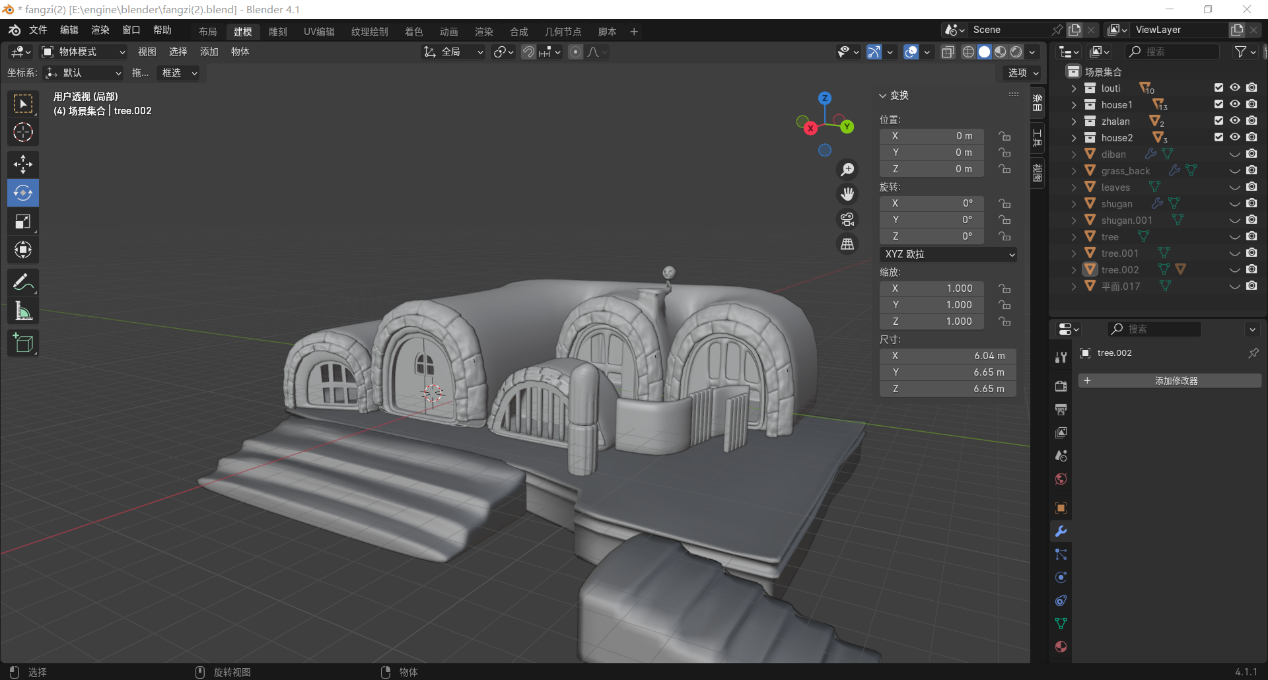 * fangzi(2) [E:\engine\blender\fangzi(2).blend] - Blender 4.1
文件 编辑 渲染 窗口 帮助 布局 建模 雕刻 UV编辑 纹理绘制 着色 动画 渲染 合成 几何节点 脚本 + Scene ViewLayer
物体模式 视图 选择 添加 物体 全局 搜索
坐标系: 默认 拖... 框选 选项
场景集合
用户透视 (局部)
(4) 场景集合 | tree.002
louti 10
house1 13
zhalan 2
house2 3
diban
grass_back
leaves
shugan
shugan.001
tree
tree.001
tree.002
平面.017
Z
X
Y
变换
位置:
X 0 m
Y 0 m
Z 0 m
旋转:
X 0°
Y 0°
Z 0°
XYZ 欧拉
缩放:
X 1.000
Y 1.000
Z 1.000
尺寸:
X 6.04 m
Y 6.65 m
Z 6.65 m
条目
工具
视图
搜索
tree.002
+ 添加修改器
选择 旋转视图 物体 4.1.1